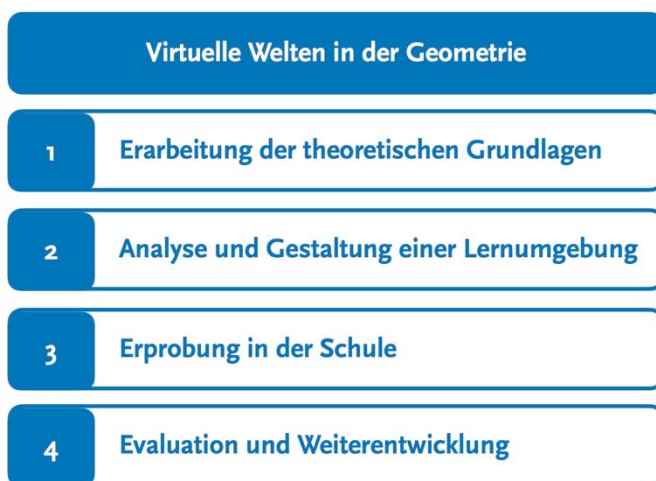 Virtuelle Welten in der Geometrie
1 Erarbeitung der theoretischen Grundlagen
2 Analyse und Gestaltung einer Lernumgebung
3 Erprobung in der Schule
4 Evaluation und Weiterentwicklung